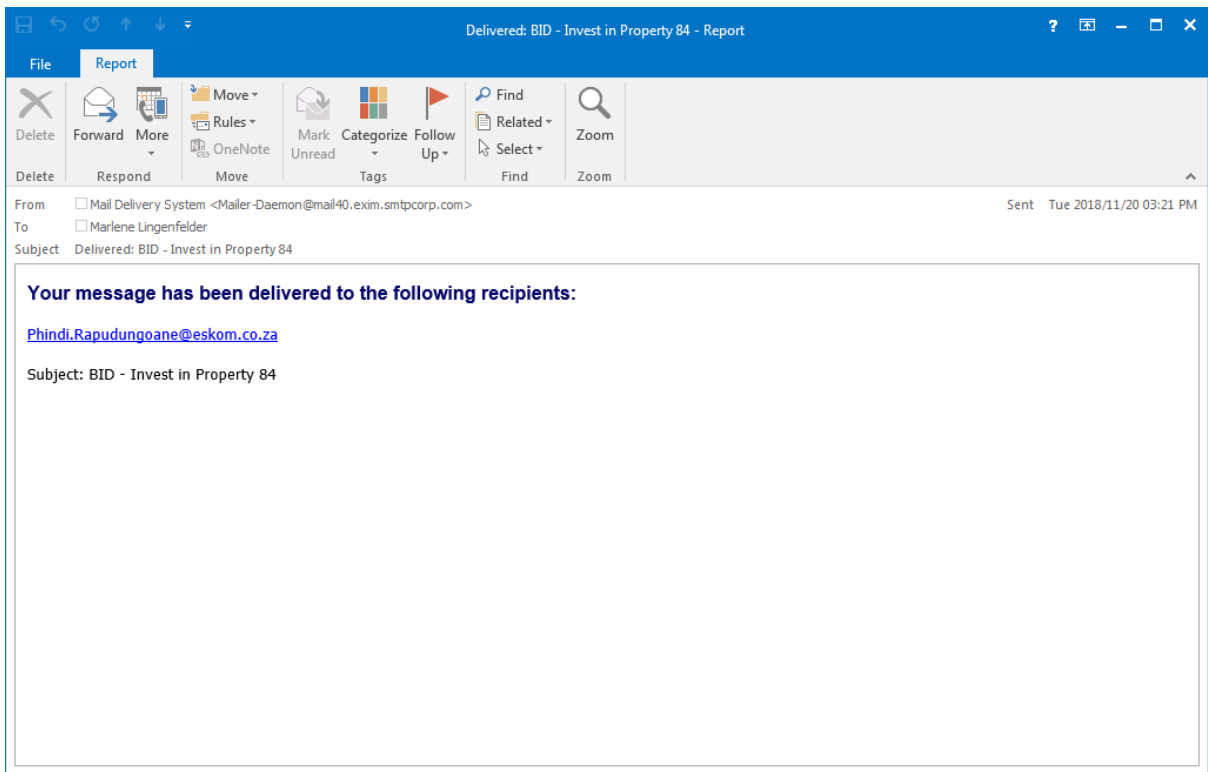 Delivered: BID - Invest in Property 84 - Report
?
File Report
Delete
Forward More
Move
Rules
OneNote
Mark Unread
Categorize Follow Up
Find
Related
Select
Zoom
Delete Respond Move Tags Find Zoom
From Mail Delivery System <Mailer-Daemon@mail40.exim.smtpcorp.com> Sent Tue 2018/11/20 03:21 PM
To Marlene Lingenfelder
Subject Delivered: BID - Invest in Property 84
Your message has been delivered to the following recipients:
Phindi.Rapudungoane@eskom.co.za
Subject: BID - Invest in Property 84